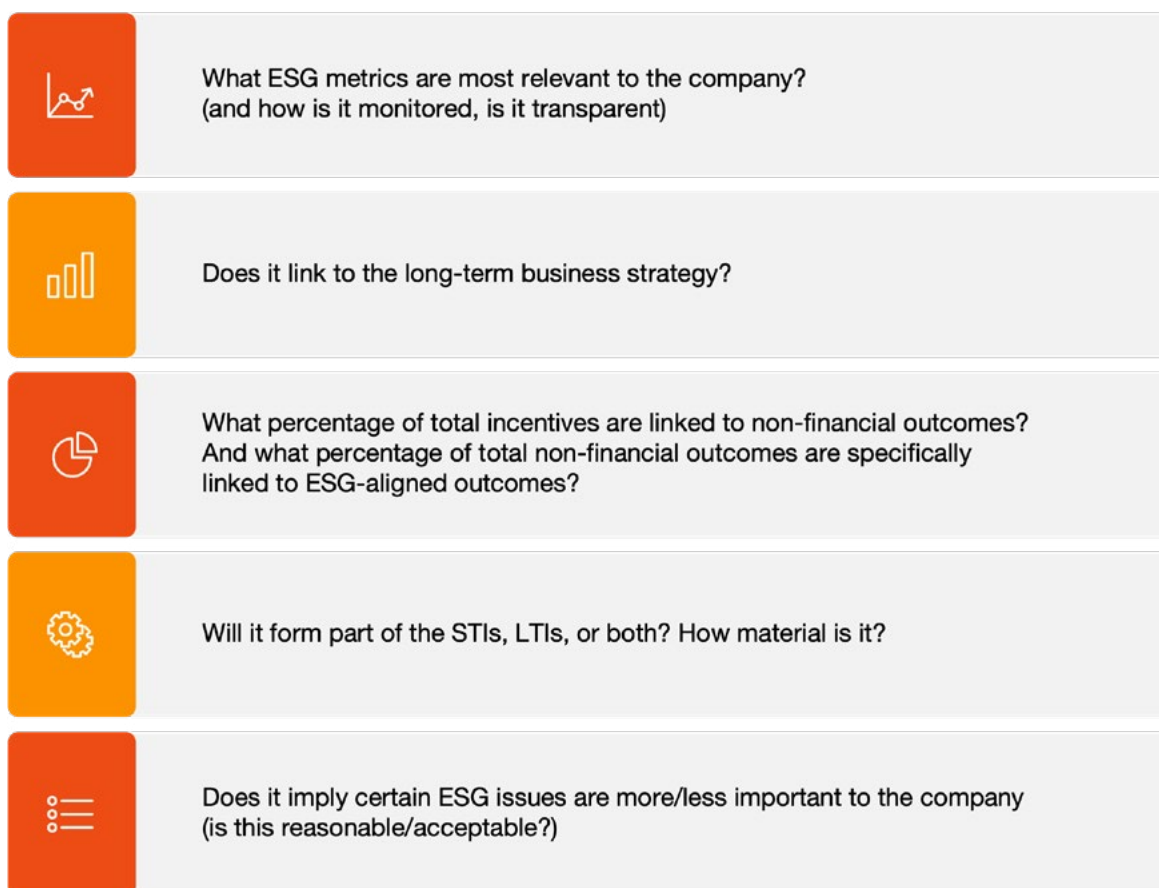 What ESG metrics are most relevant to the company?
(and how is it monitored, is it transparent)
Does it link to the long-term business strategy?
What percentage of total incentives are linked to non-financial outcomes?
And what percentage of total non-financial outcomes are specifically
linked to ESG-aligned outcomes?
Will it form part of the STIs, LTIs, or both? How material is it?
Does it imply certain ESG issues are more/less important to the company
(is this reasonable/acceptable?)